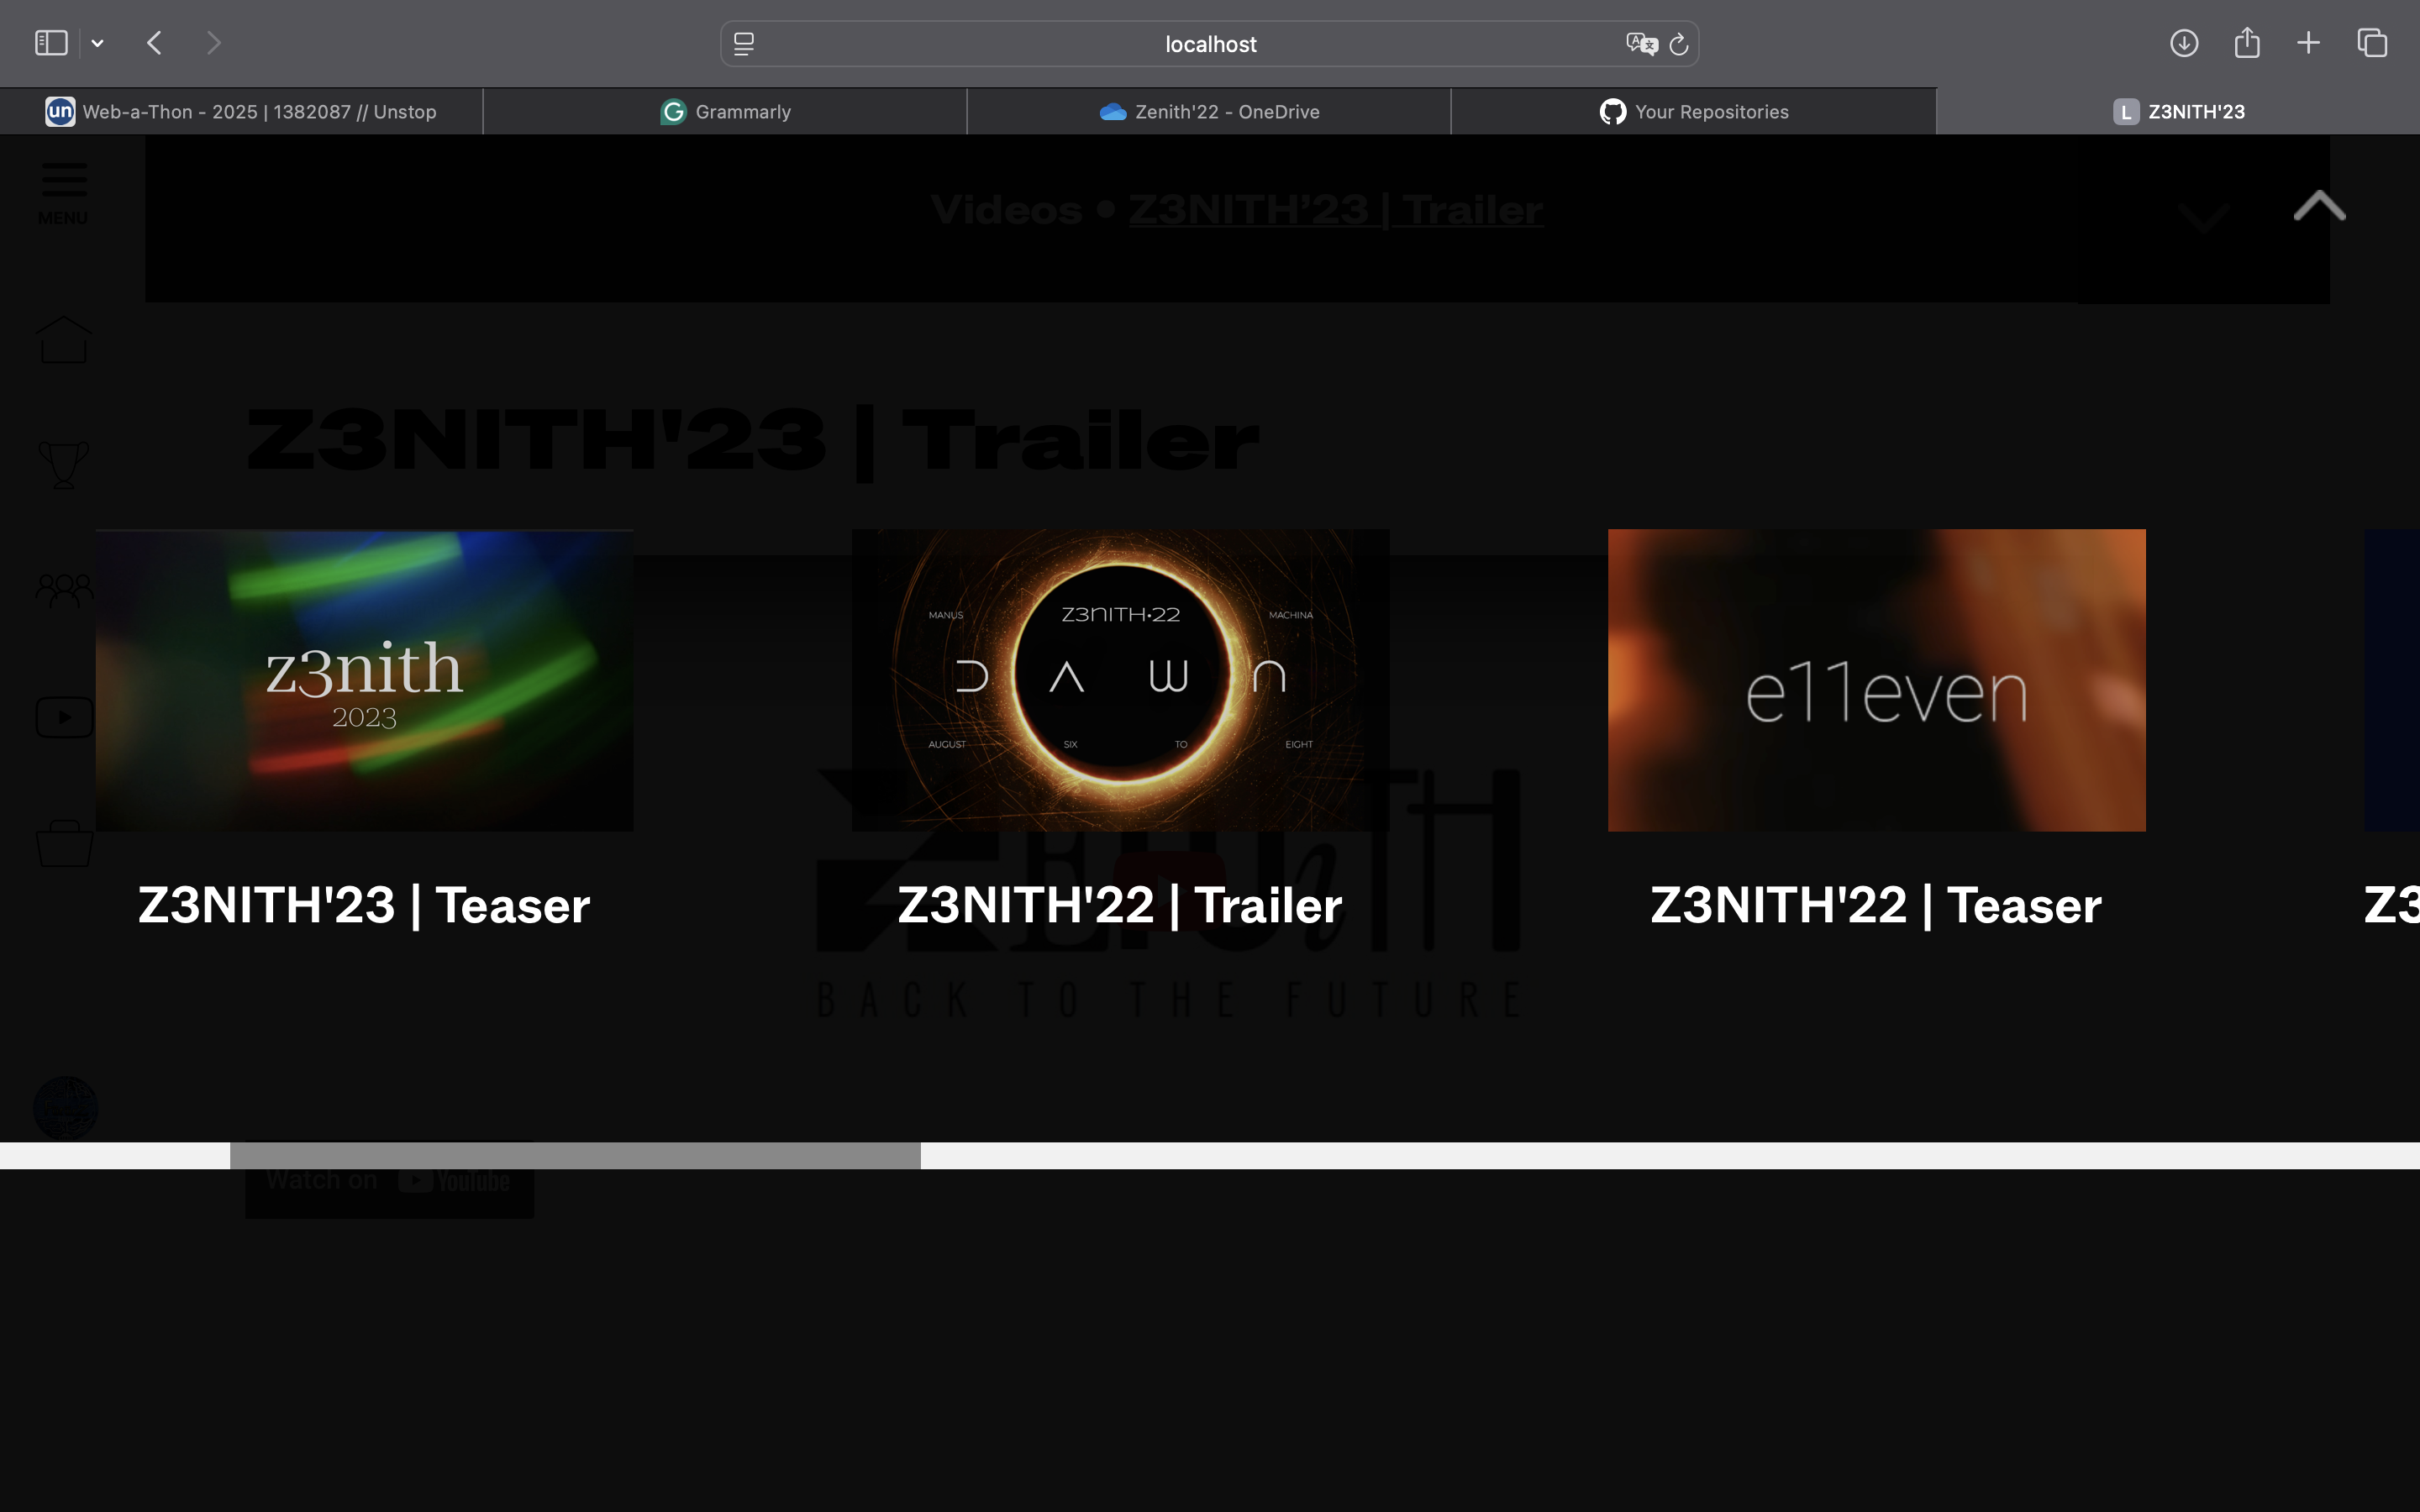 localhost
Web-a-Thon - 2025 | 1382087 // Unstop
Grammarly
Zenith'22 - OneDrive
Your Repositories
L Z3NITH'23
MENU
Videos • Z3NITH’23 | Trailer
Z3NITH'23 | Trailer
z3nith
2023
MANUS
Z3NITH•22
MACHINA
DAWN
AUGUST SIX TO EIGHT
e11even
ZENITH
Z3NITH'23 | Teaser
Z3NITH'22 | Trailer
Z3NITH'22 | Teaser
Z3
BACK TO THE FUTURE
Watch on YouTube